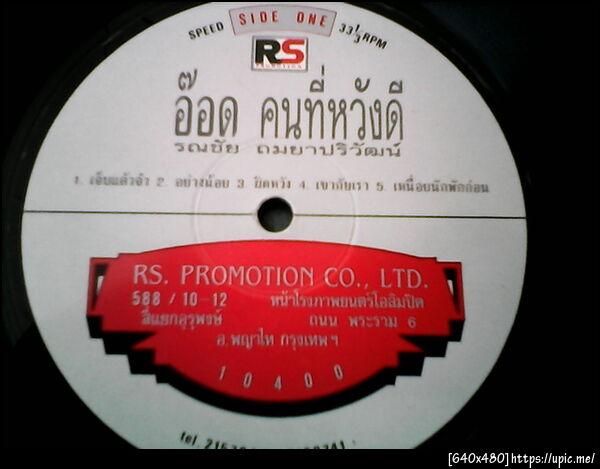 SPEED SIDE ONE 33 1/3 RPM
RS
PROMOTION
อ๊อด คนที่หวังดี
รณชัย ถมยาปริวัฒน์
1. เจ็บแล้วจำ 2. อย่างน้อย 3. ยึดหวัง 4. เขากับเรา 5. เหนื่อยนักพักก่อน
RS. PROMOTION CO., LTD.
588 / 10-12 หน้าโรงภาพยนตร์โอลิมปิค
สี่แยกอุรุพงษ์ ถนน พระราม 6
อ. พญาไท กรุงเทพฯ
10400
tel.
[640x480]https://upic.me/